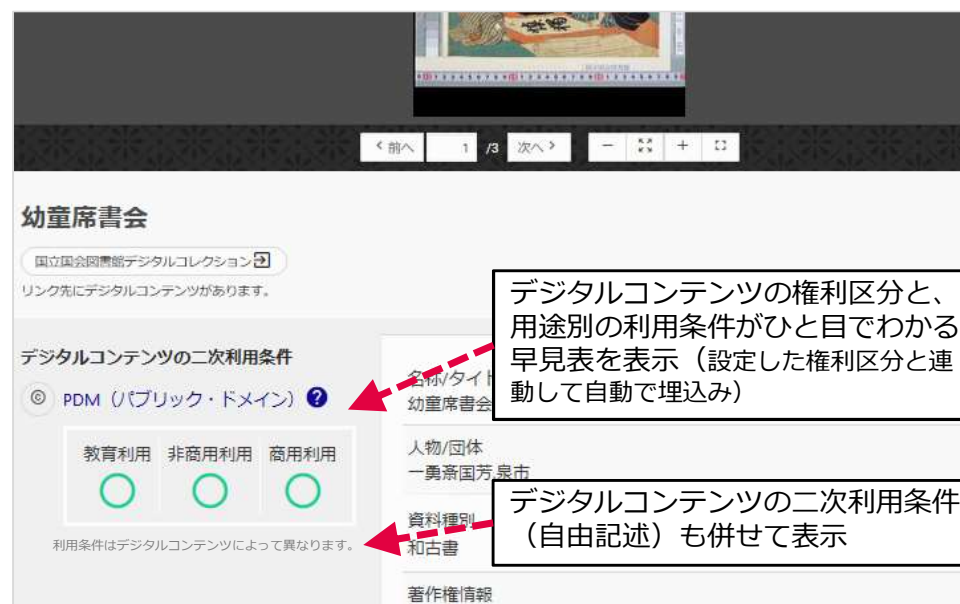 前へ 1 /3 次へ
幼童席書会
国立国会図書館デジタルコレクション
リンク先にデジタルコンテンツがあります。
デジタルコンテンツの権利区分と、
用途別の利用条件がひと目でわかる
早見表を表示（設定した権利区分と連
動して自動で埋込み）
デジタルコンテンツの二次利用条件
© PDM（パブリック・ドメイン） ?
教育利用 非商用利用 商用利用
利用条件はデジタルコンテンツによって異なります。
名称/タイト
幼童席書会
人物/団体
一勇斎国芳,泉市
デジタルコンテンツの二次利用条件
（自由記述）も併せて表示
資料種別
和古書
著作権情報